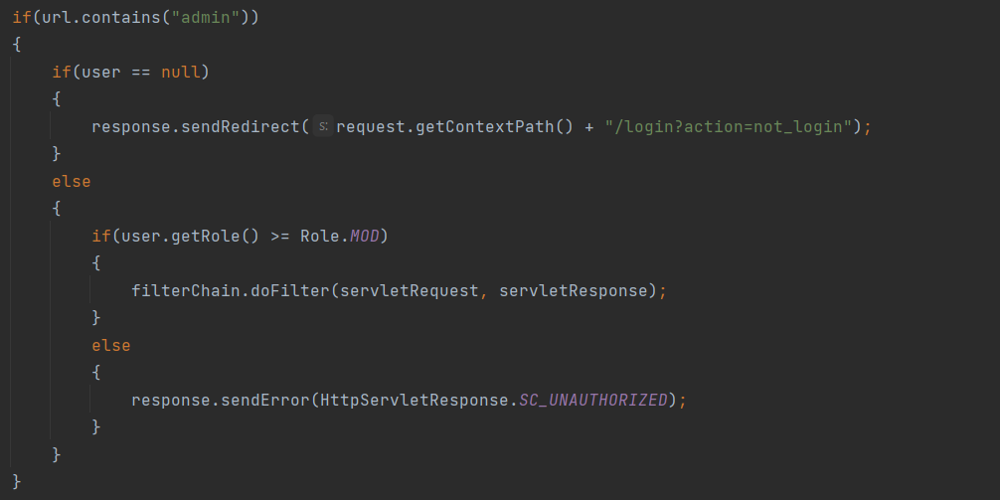 if(url.contains("admin"))
{
    if(user == null)
    {
        response.sendRedirect( s: request.getContextPath() + "/login?action=not_login");
    }
    else
    {
        if(user.getRole() >= Role.MOD)
        {
            filterChain.doFilter(servletRequest, servletResponse);
        }
        else
        {
            response.sendError(HttpServletResponse.SC_UNAUTHORIZED);
        }
    }
}